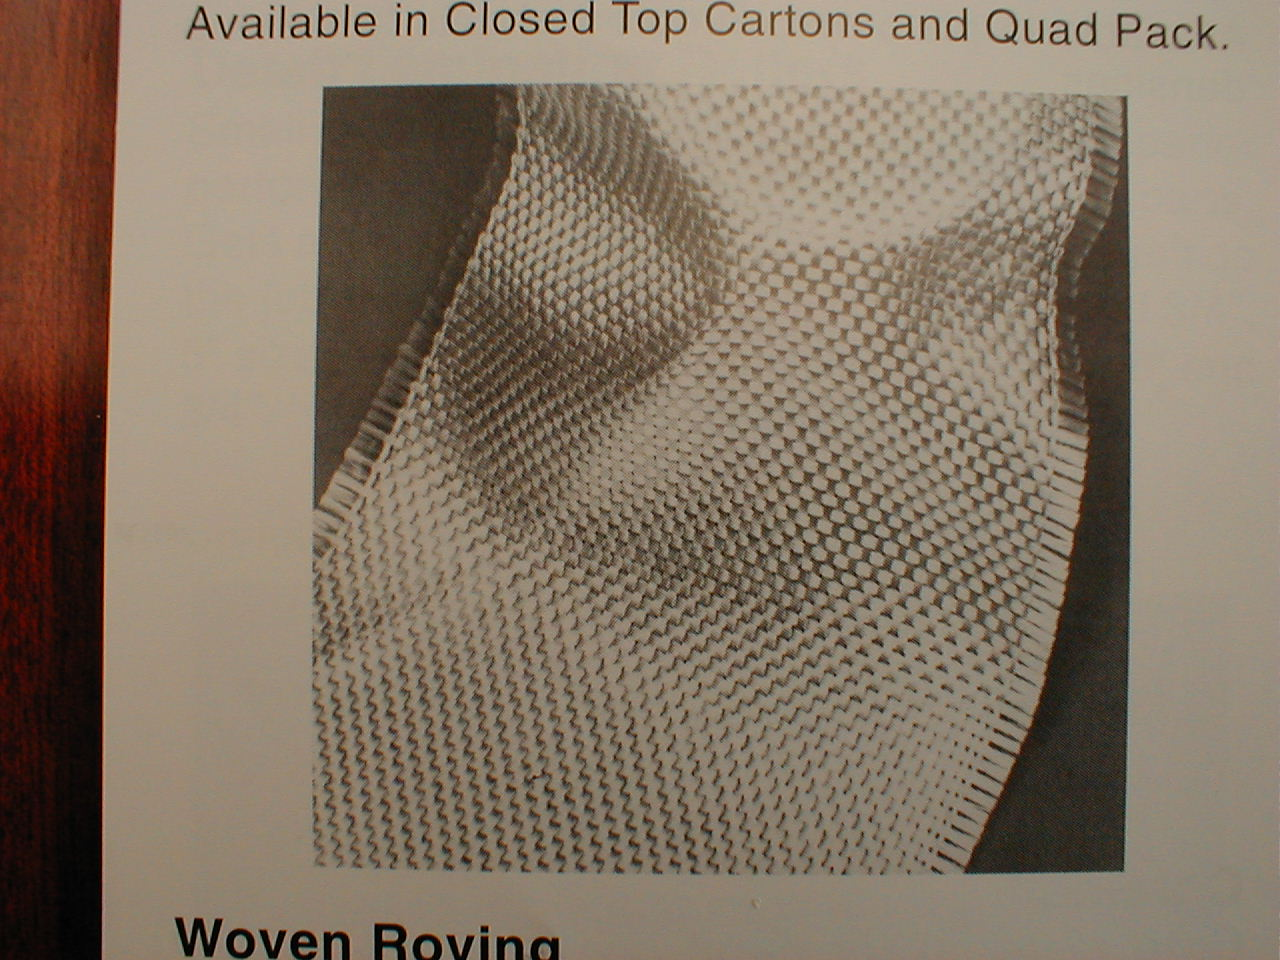 Available in Closed Top Cartons and Quad Pack.
Woven Roving